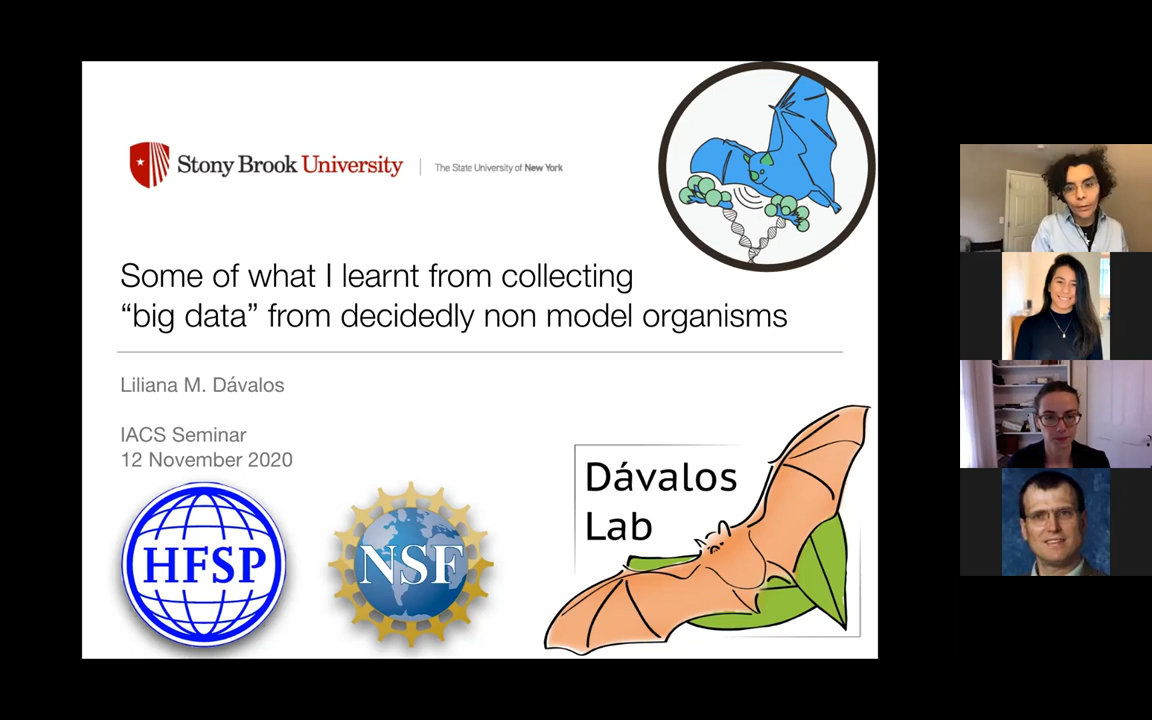 Stony Brook University
The State University of New York
Some of what I learnt from collecting
“big data” from decidedly non model organisms
Liliana M. Dávalos
IACS Seminar
12 November 2020
HFSP
NSF
Dávalos
Lab